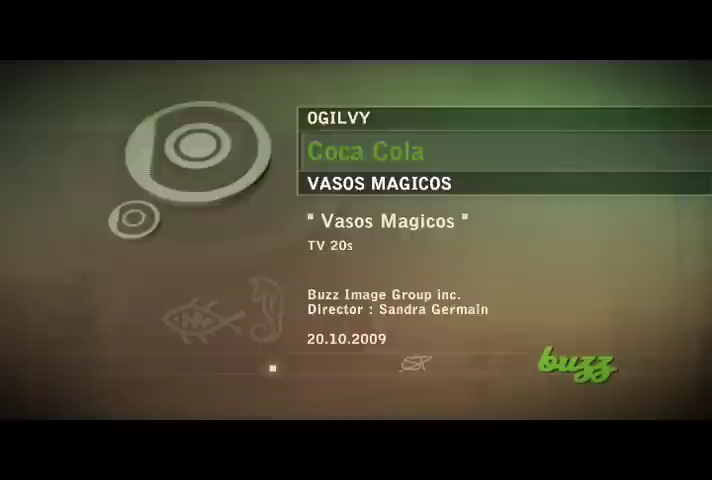 OGILVY
Coca Cola
VASOS MAGICOS
" Vasos Magicos "
TV 20s
Buzz Image Group inc.
Director : Sandra Germain
20.10.2009
buzz